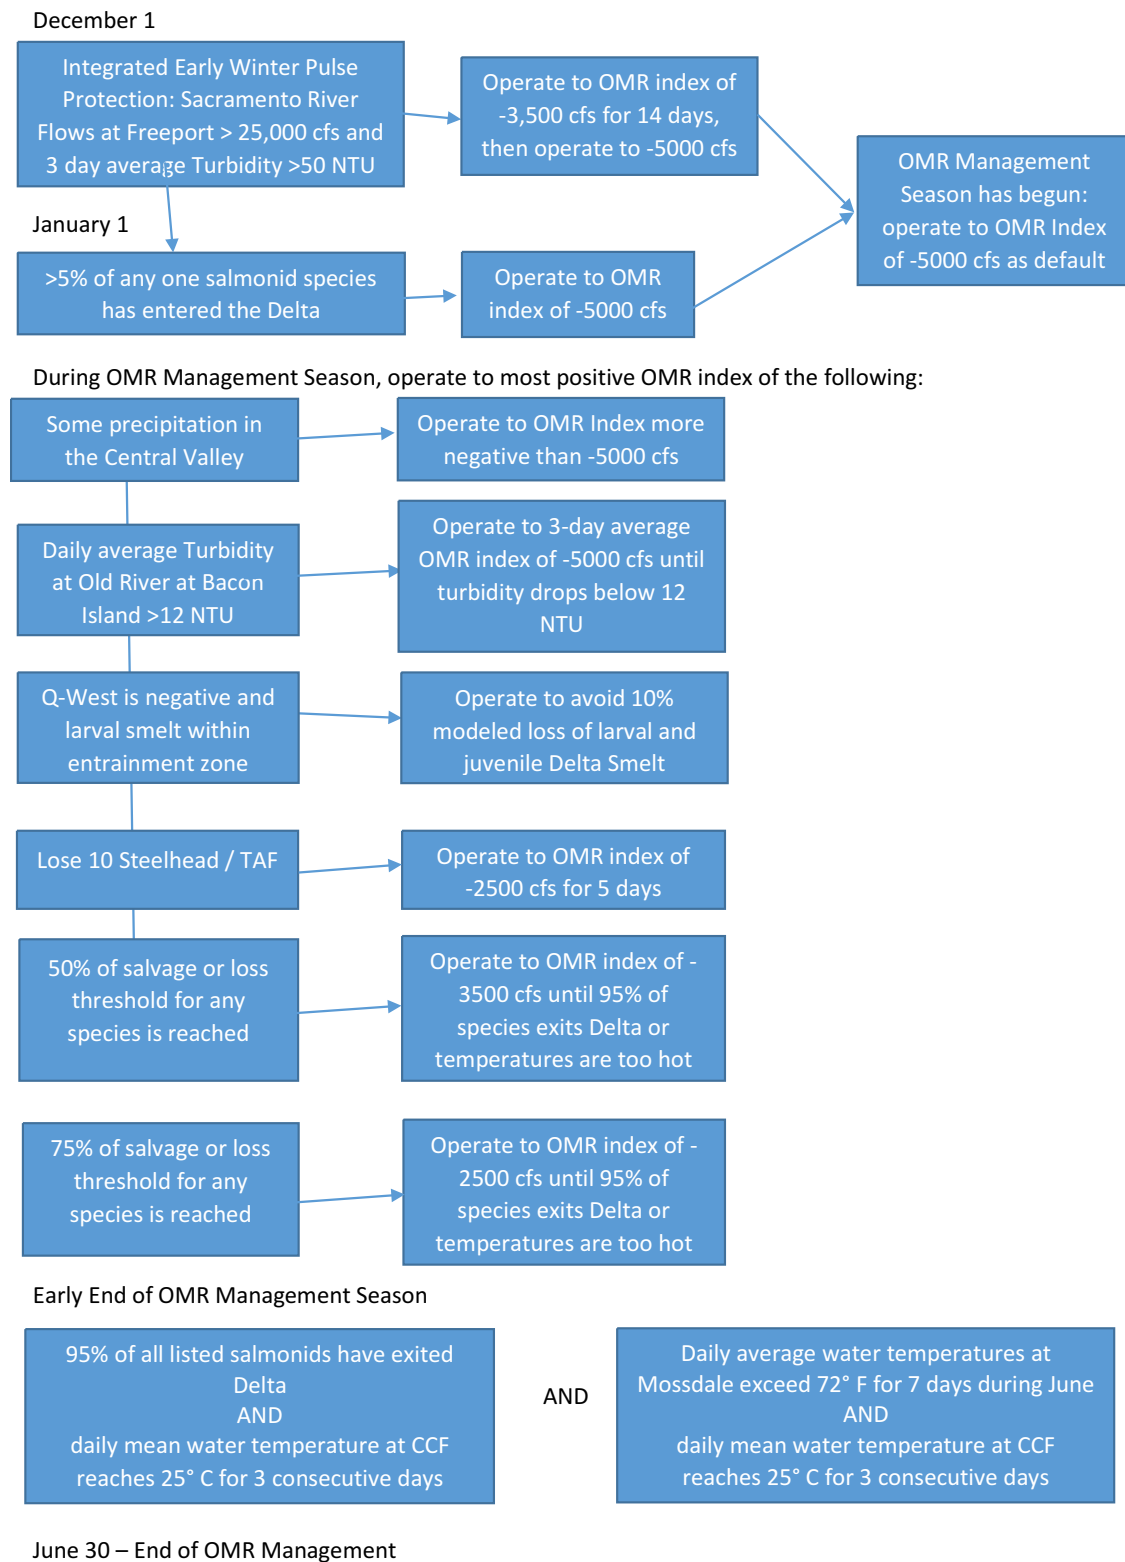 December 1
Integrated Early Winter Pulse
Protection: Sacramento River
Flows at Freeport > 25,000 cfs and
3 day average Turbidity >50 NTU
Operate to OMR index of
-3,500 cfs for 14 days,
then operate to -5000 cfs
OMR Management
Season has begun:
operate to OMR Index
of -5000 cfs as default
January 1
>5% of any one salmonid species
has entered the Delta
Operate to OMR
index of -5000 cfs
During OMR Management Season, operate to most positive OMR index of the following:
Some precipitation in
the Central Valley
Operate to OMR Index more
negative than -5000 cfs
Daily average Turbidity
at Old River at Bacon
Island >12 NTU
Operate to 3-day average
OMR index of -5000 cfs until
turbidity drops below 12
NTU
Q-West is negative and
larval smelt within
entrainment zone
Operate to avoid 10%
modeled loss of larval and
juvenile Delta Smelt
Lose 10 Steelhead / TAF
Operate to OMR index of
-2500 cfs for 5 days
50% of salvage or loss
threshold for any
species is reached
Operate to OMR index of -
3500 cfs until 95% of
species exits Delta or
temperatures are too hot
75% of salvage or loss
threshold for any
species is reached
Operate to OMR index of -
2500 cfs until 95% of
species exits Delta or
temperatures are too hot
Early End of OMR Management Season
95% of all listed salmonids have exited
Delta
AND
daily mean water temperature at CCF
reaches 25° C for 3 consecutive days
AND
Daily average water temperatures at
Mossdale exceed 72° F for 7 days during June
AND
daily mean water temperature at CCF
reaches 25° C for 3 consecutive days
June 30 – End of OMR Management